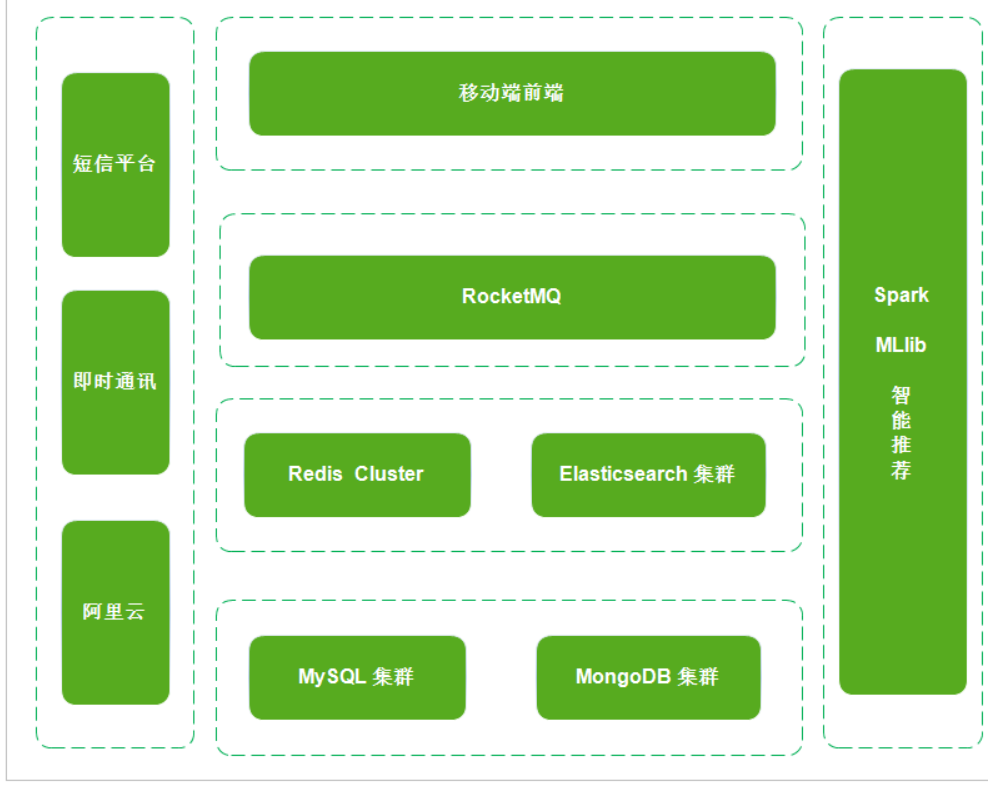 短信平台
即时通讯
阿里云
移动端前端
RocketMQ
Redis Cluster
Elasticsearch 集群
MySQL 集群
MongoDB 集群
Spark
MLlib
智
能
推
荐